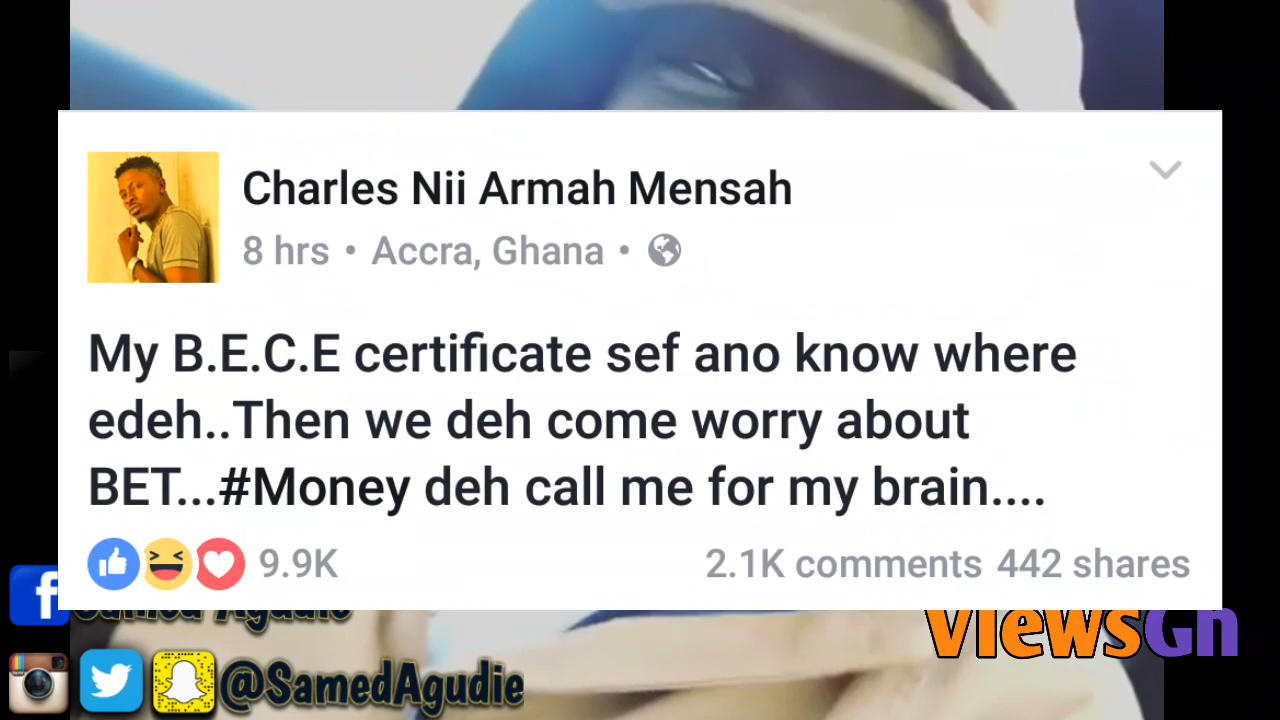 Charles Nii Armah Mensah
8 hrs • Accra, Ghana •
My B.E.C.E certificate sef ano know where
edeh..Then we deh come worry about
BET...#Money deh call me for my brain....
9.9K 2.1K comments 442 shares
f Samed Agudie
ViewsGh
@SamedAgudie